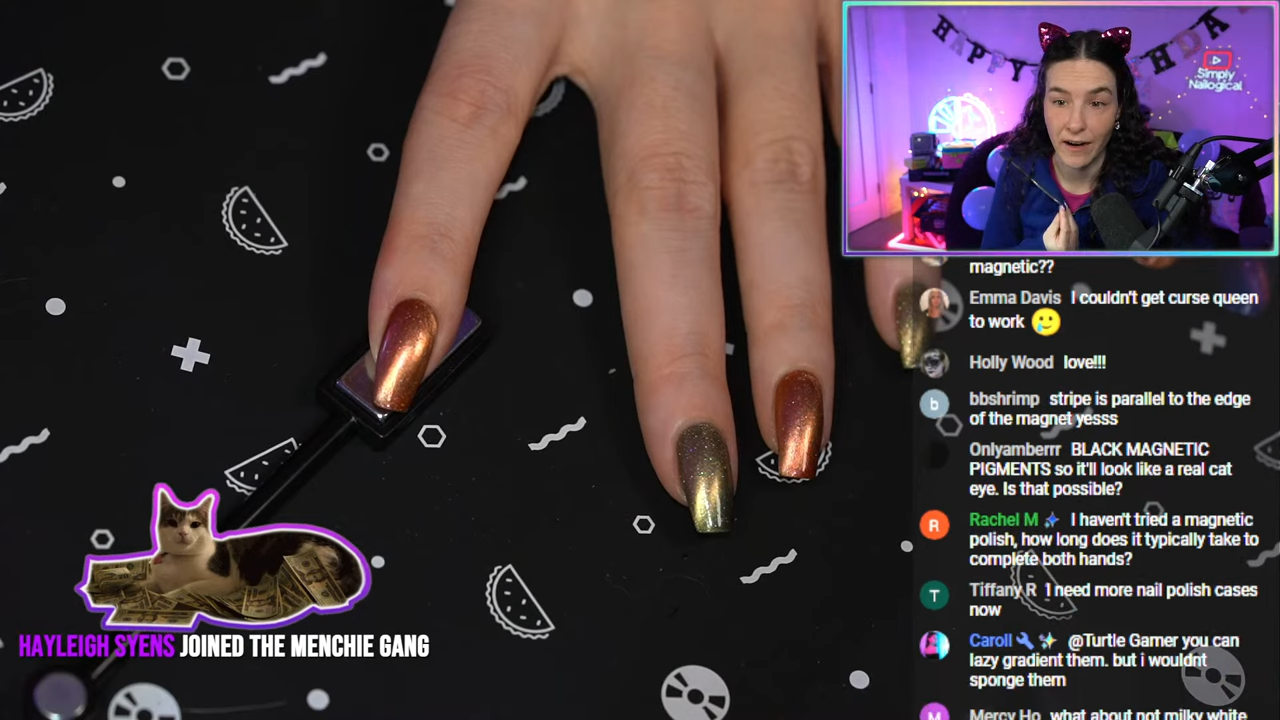 HAPPY
HDA
Simply
Nailogical
magnetic??
Emma Davis I couldn't get curse queen
to work
Holly Wood love!!!
bbshrimp stripe is parallel to the edge
of the magnet yesss
Onlyamberrr BLACK MAGNETIC
PIGMENTS so it'll look like a real cat
eye. Is that possible?
Rachel M I haven't tried a magnetic
polish, how long does it typically take to
complete both hands?
Tiffany R I need more nail polish cases
now
Caroll @Turtle Gamer you can
lazy gradient them. but i wouldnt
sponge them
Mercy Ho what about not milky white
HAYLEIGH SYENS JOINED THE MENCHIE GANG
b
R
T
M